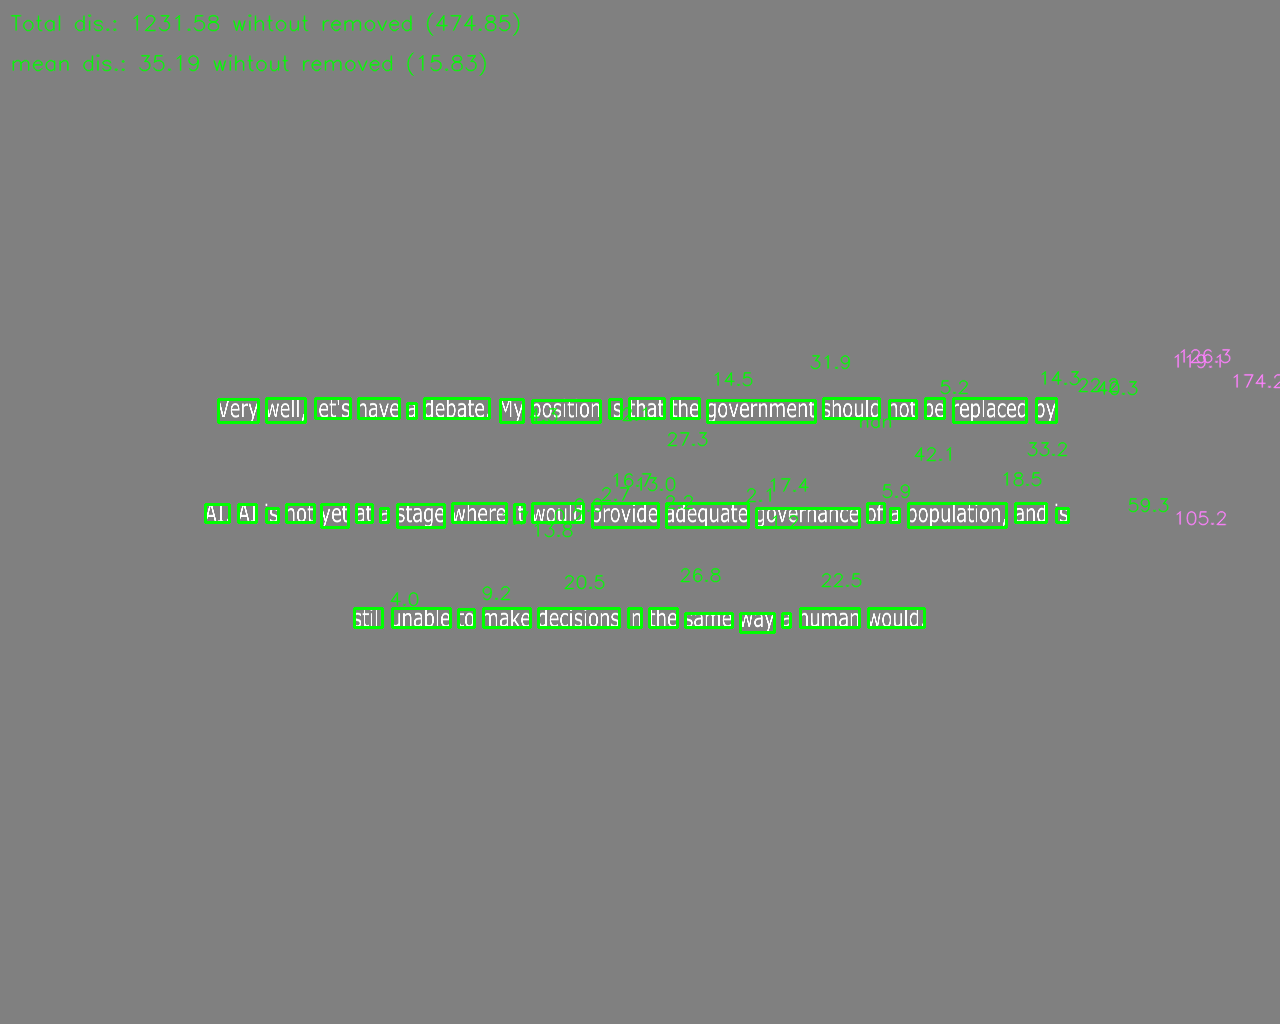 Total dis.: 1231.58 wihtout removed (474.85)
mean dis.: 35.19 wihtout removed (15.83)
31.9
126.3
119.1
14.5 5.2 14.3 22.2 40.3 174.2
Very well, let's have a debate. My position is that the government should not be replaced by
nan
27.3 42.1 33.2
16.7 13.0 17.4 18.5
2.7 2.1 5.9 59.3
AI. AI is not yet at a stage where it would provide adequate governance of a population, and is
13.8 105.2
4.0 9.2 20.5 26.8 22.5
still unable to make decisions in the same way a human would.